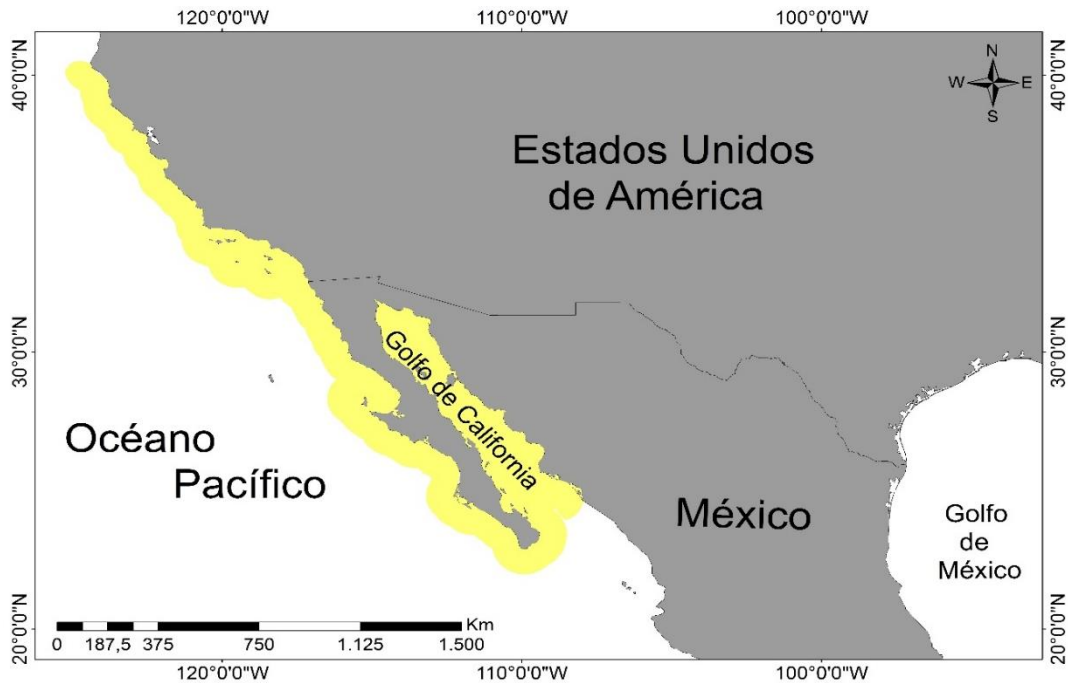 120°0'0"W 110°0'0"W 100°0'0"W
40°0'0"N
40°0'0"N
N
W E
S
Estados Unidos
de América
30°0'0"N
30°0'0"N
Golfo de California
Océano
Pacífico
México
Golfo
de
México
20°0'0"N
20°0'0"N
Km
0 187,5 375 750 1.125 1.500
120°0'0"W 110°0'0"W 100°0'0"W